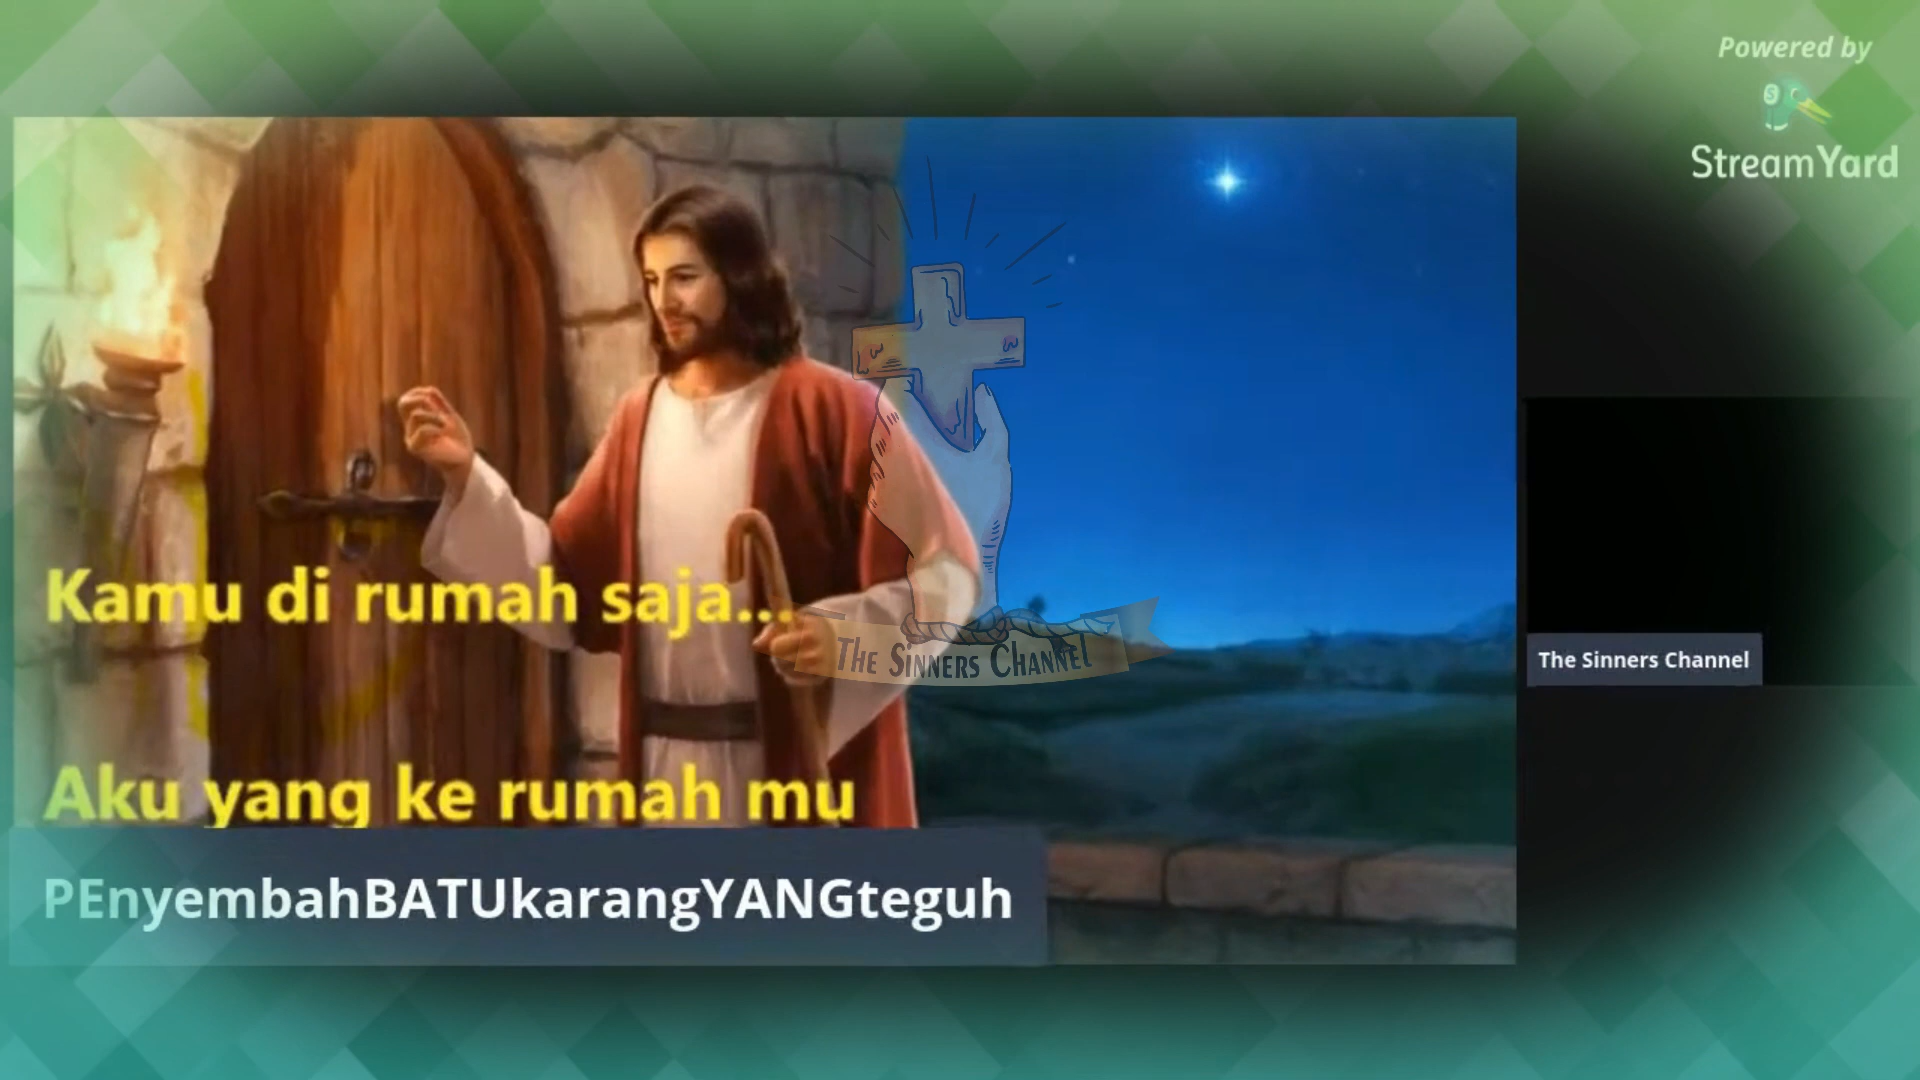 Powered by
StreamYard
Kamu di rumah saja...
The Sinners Channel
The Sinners Channel
Aku yang ke rumah mu
PEnyembahBATUkarangYANGteguh